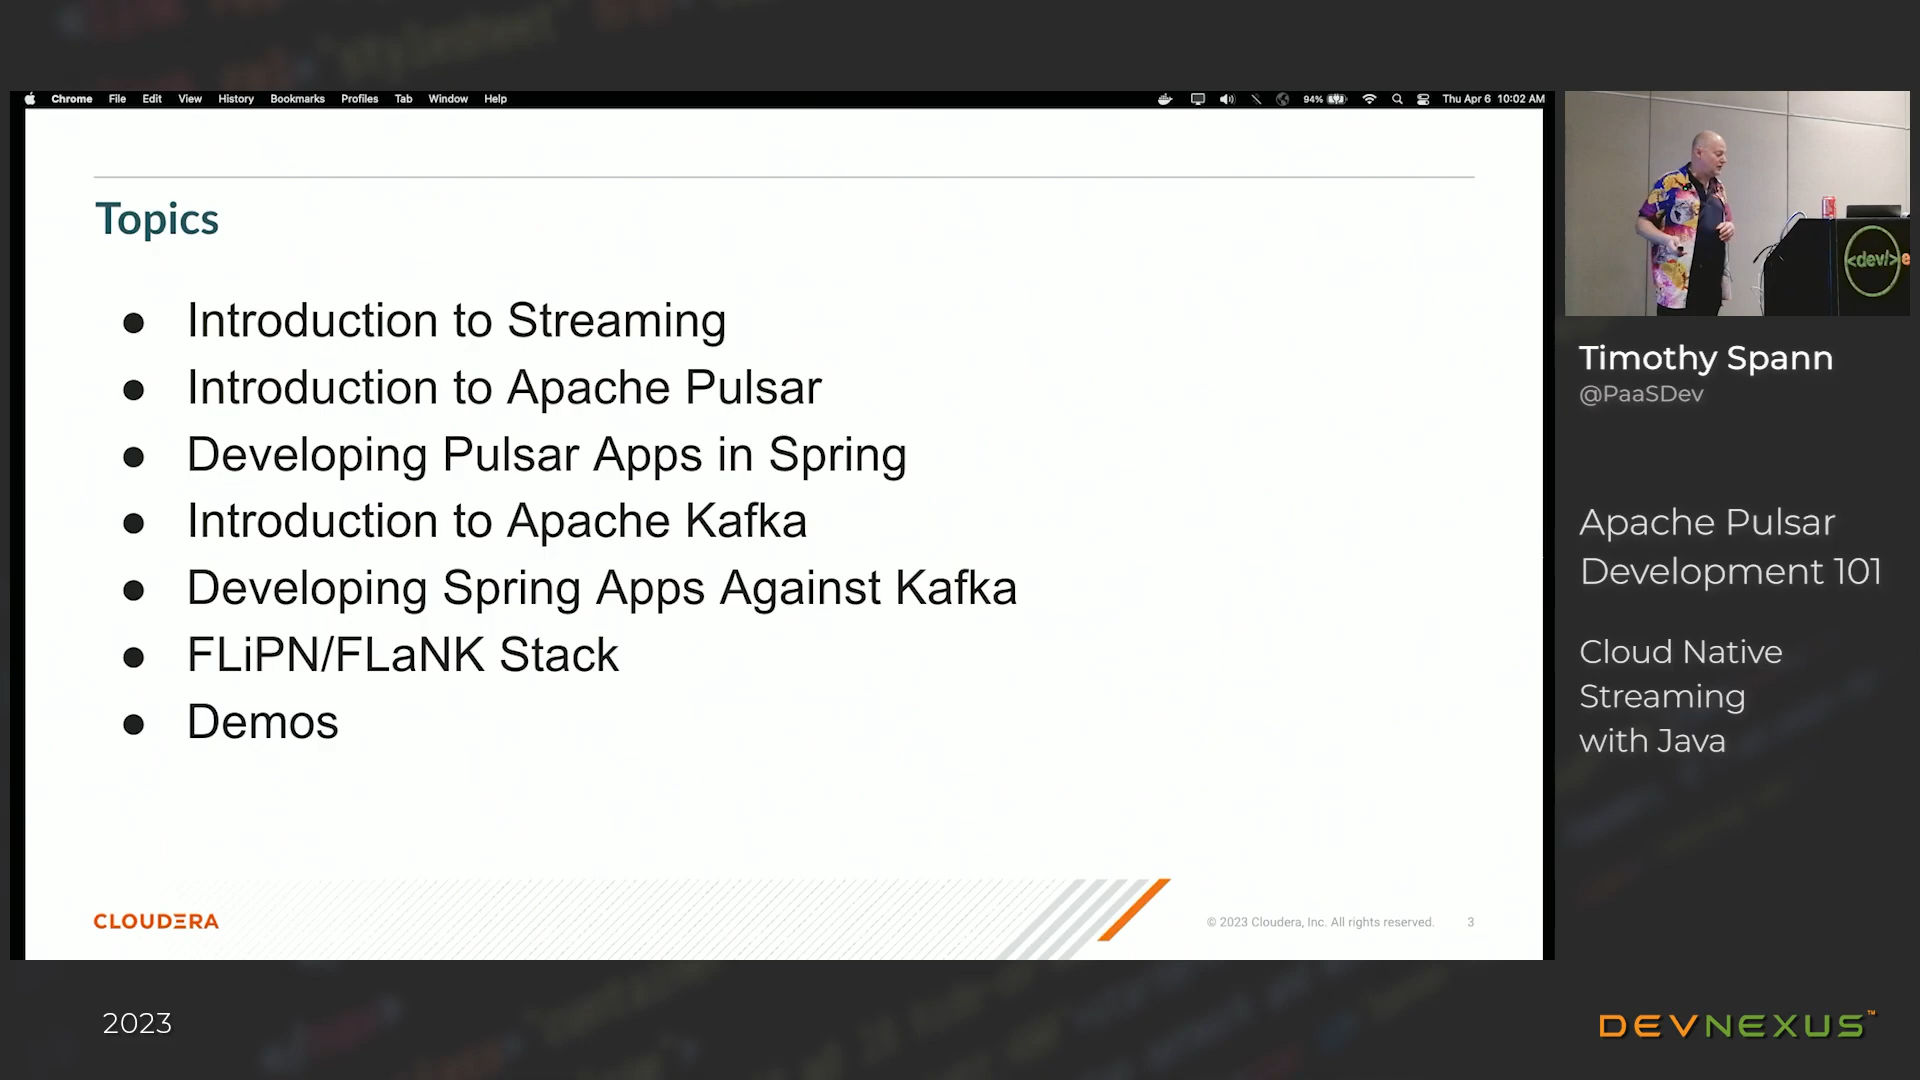 Chrome File Edit View History Bookmarks Profiles Tab Window Help
94% Thu Apr 6 10:02 AM
Topics
● Introduction to Streaming
● Introduction to Apache Pulsar
● Developing Pulsar Apps in Spring
● Introduction to Apache Kafka
● Developing Spring Apps Against Kafka
● FLiPN/FLaNK Stack
● Demos
CLOUDERA
© 2023 Cloudera, Inc. All rights reserved. 3
<dev/>
Timothy Spann
@PaaSDev
Apache Pulsar
Development 101
Cloud Native
Streaming
with Java
2023
DEVNEXUS™